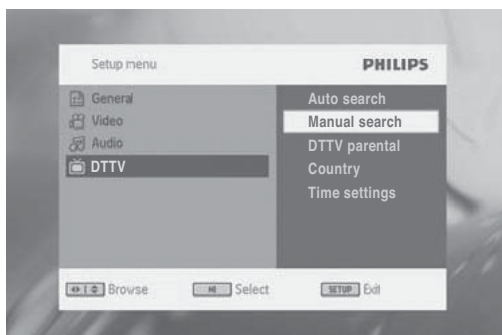 Setup menu
PHILIPS
General
Video
Audio
DTTV
Auto search
Manual search
DTTV parental
Country
Time settings
Browse
Select
SETUP Exit